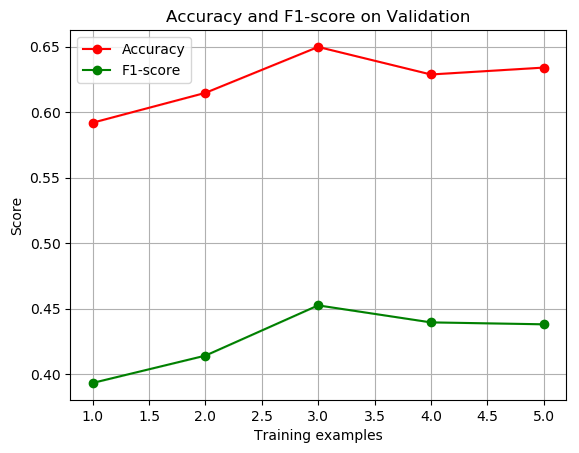 Accuracy and F1-score on Validation
Accuracy
F1-score
0.65
0.60
0.55
0.50
0.45
0.40
Score
1.0 1.5 2.0 2.5 3.0 3.5 4.0 4.5 5.0
Training examples